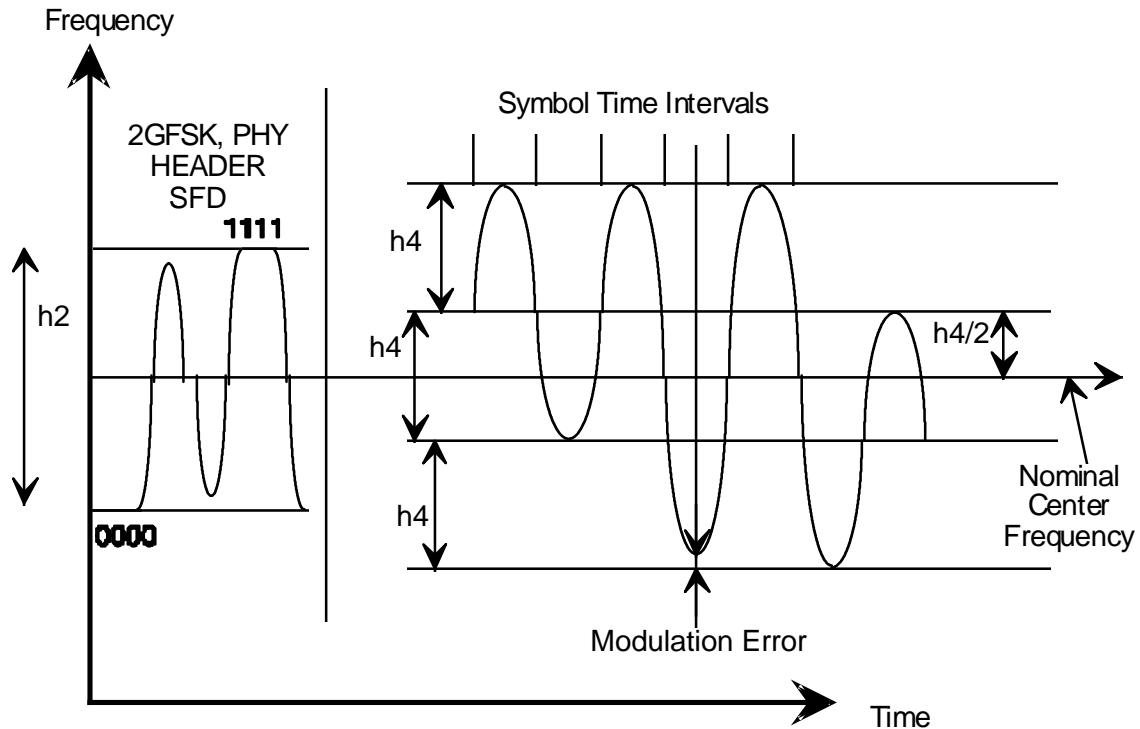 Frequency
Symbol Time Intervals
2GFSK, PHY
HEADER
SFD
1111
h4
h2
h4
h4/2
h4
0000
Nominal
Center
Frequency
Modulation Error
Time